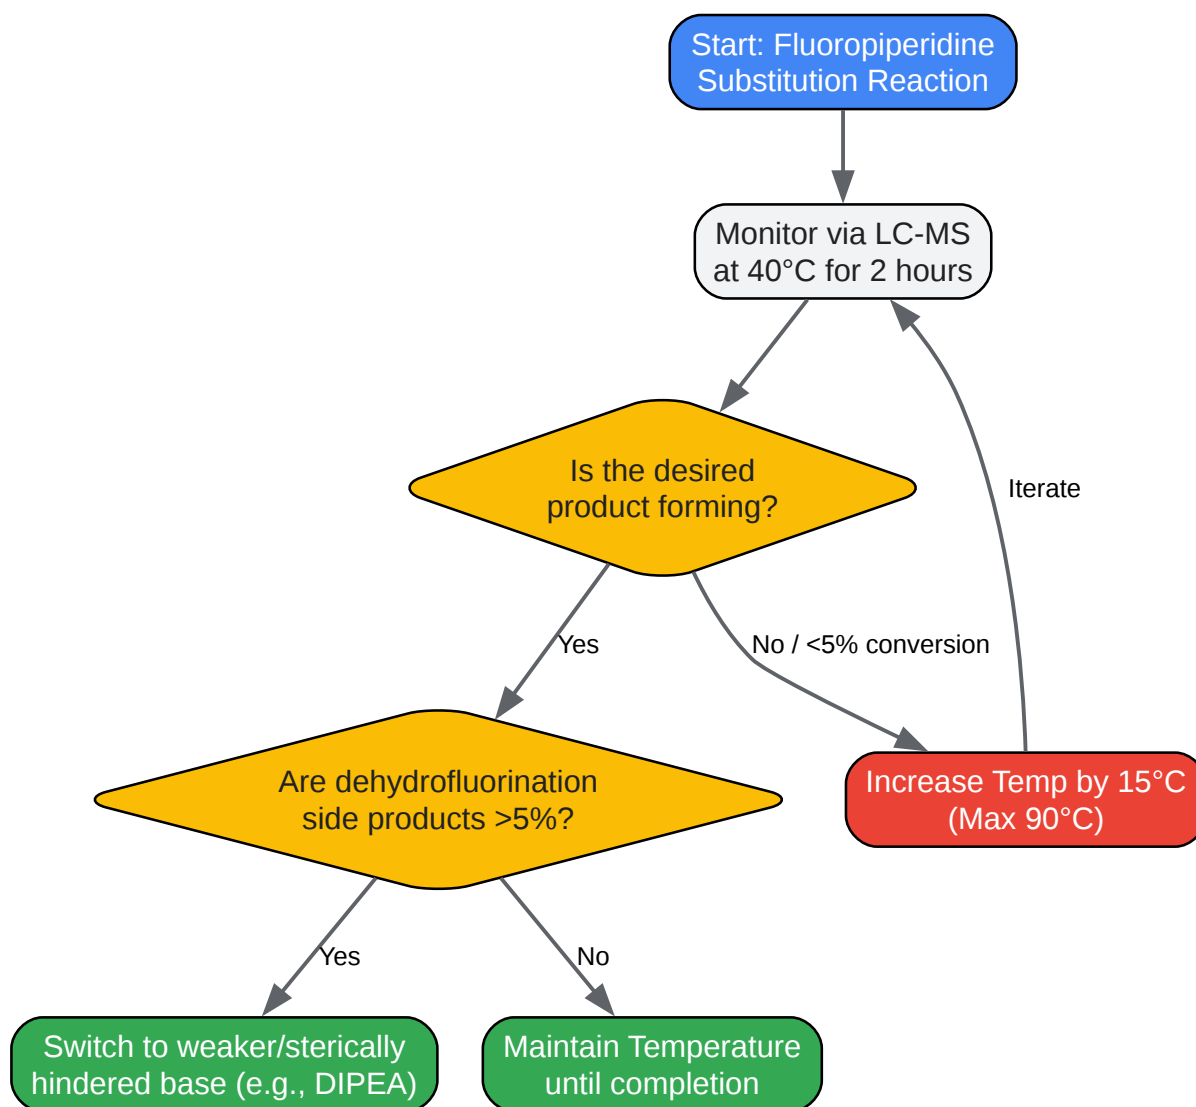 Start: Fluoropiperidine
Substitution Reaction
Monitor via LC-MS
at 40°C for 2 hours
Is the desired
product forming?
Iterate
Yes
No / <5% conversion
Are dehydrofluorination
side products >5%?
Increase Temp by 15°C
(Max 90°C)
Yes
No
Switch to weaker/sterically
hindered base (e.g., DIPEA)
Maintain Temperature
until completion